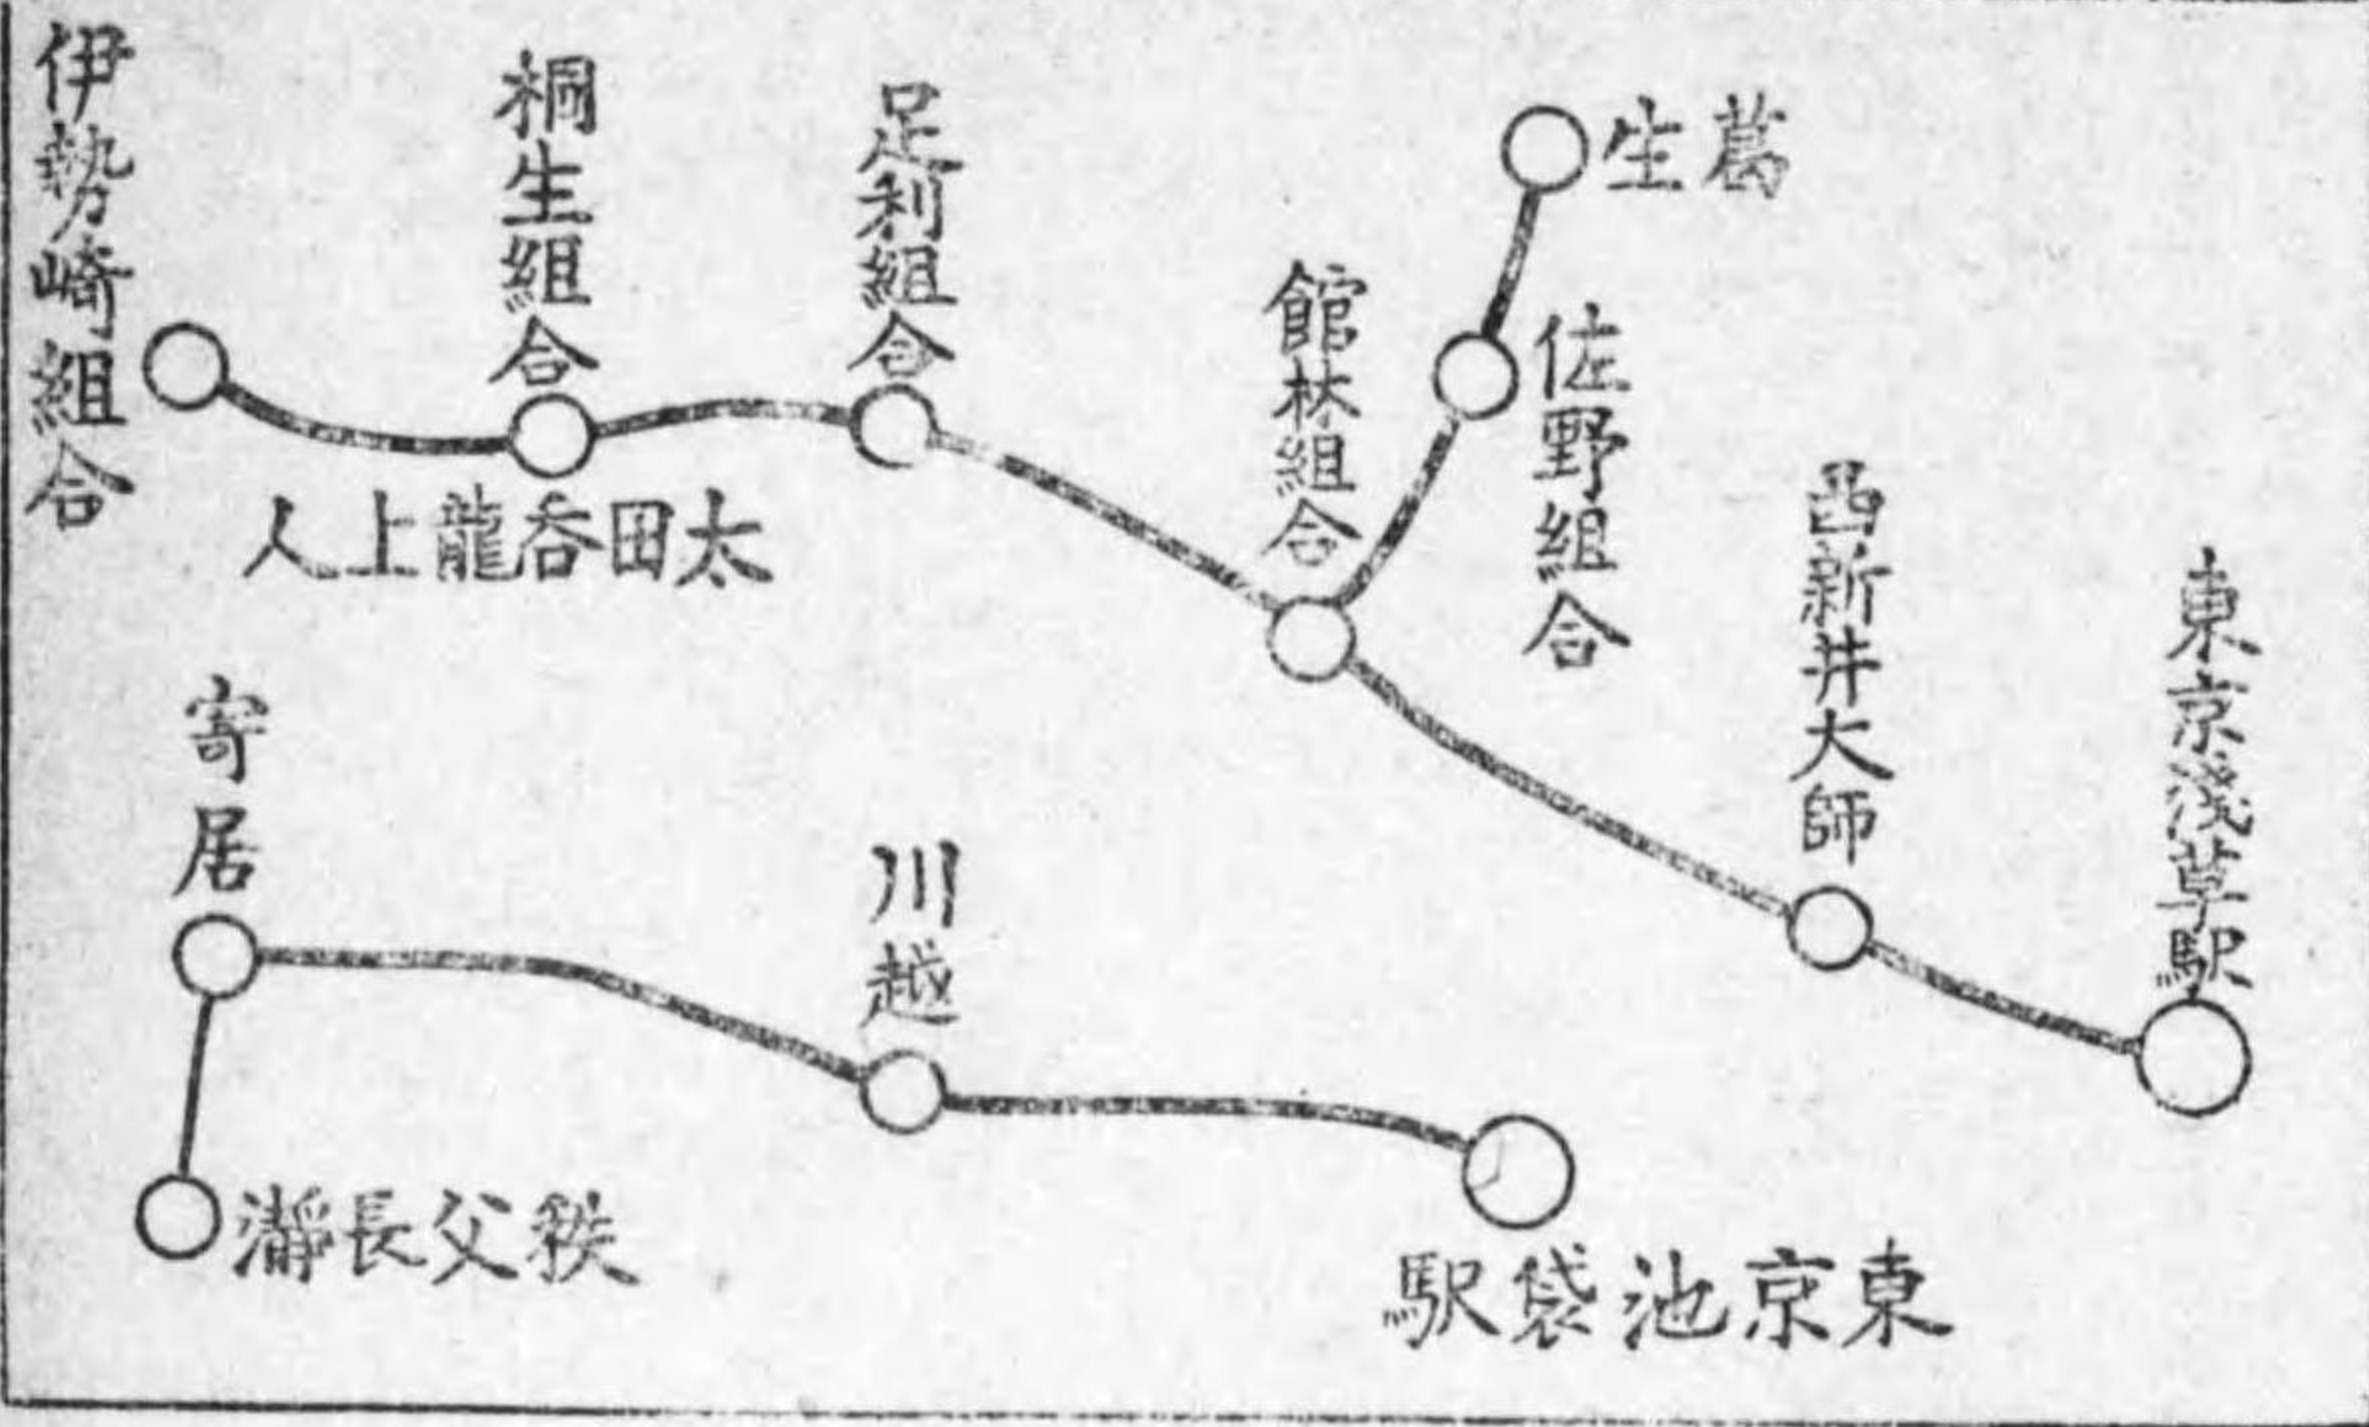 東京淺草駅
西新井大師
葛生
佐野組合
館林組合
足利組合
桐生組合
太田呑龍上人
伊勢崎組合
東京池袋駅
川越
寄居
秩父長瀞